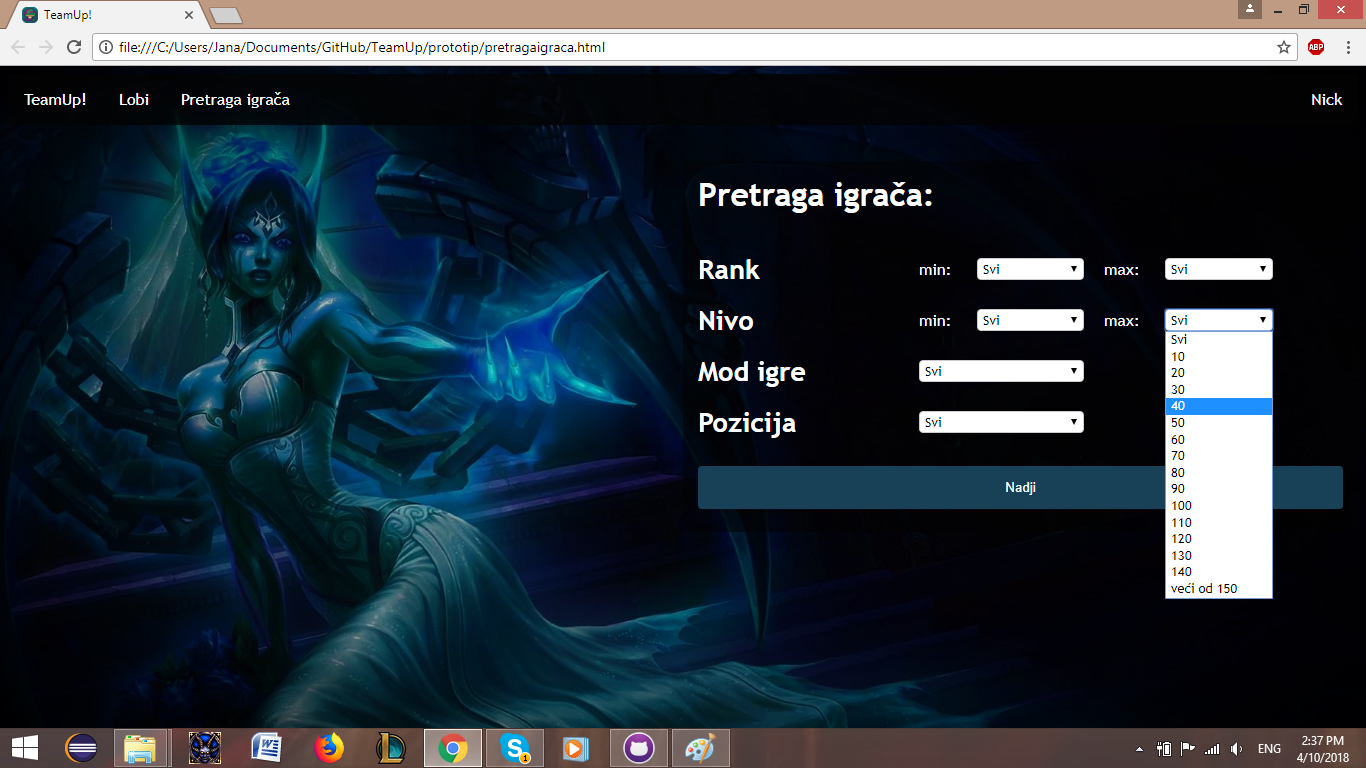 TeamUp!
file:///C:/Users/Jana/Documents/GitHub/TeamUp/prototip/pretragaigraca.html
ABP
TeamUp! Lobi Pretraga igrača Nick
Pretraga igrača:
Rank min: Svi max: Svi
Nivo min: Svi max: Svi
Svi
10
20
30
40
50
60
70
80
90
100
110
120
130
140
veći od 150
Mod igre Svi
Pozicija Svi
Nadji
1
ENG
2:37 PM
4/10/2018